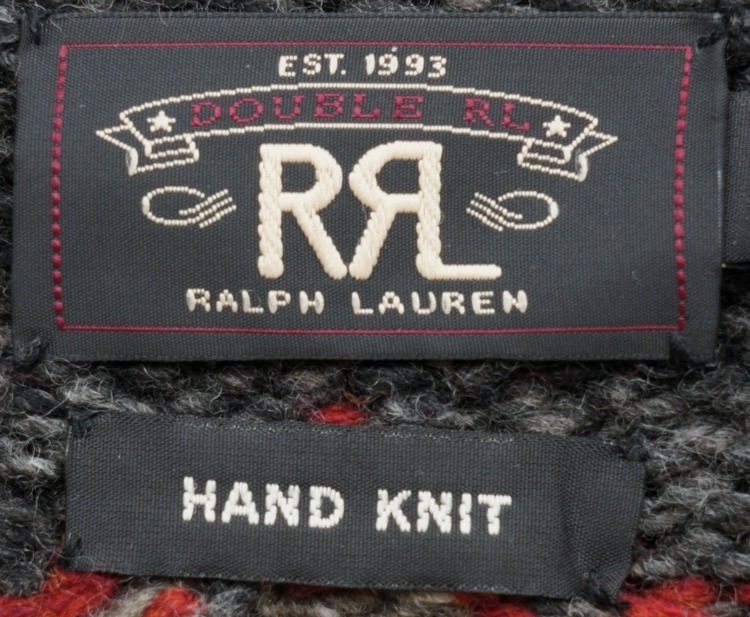 EST. 1993
DOUBLE RL
RRL
RALPH LAUREN
HAND KNIT